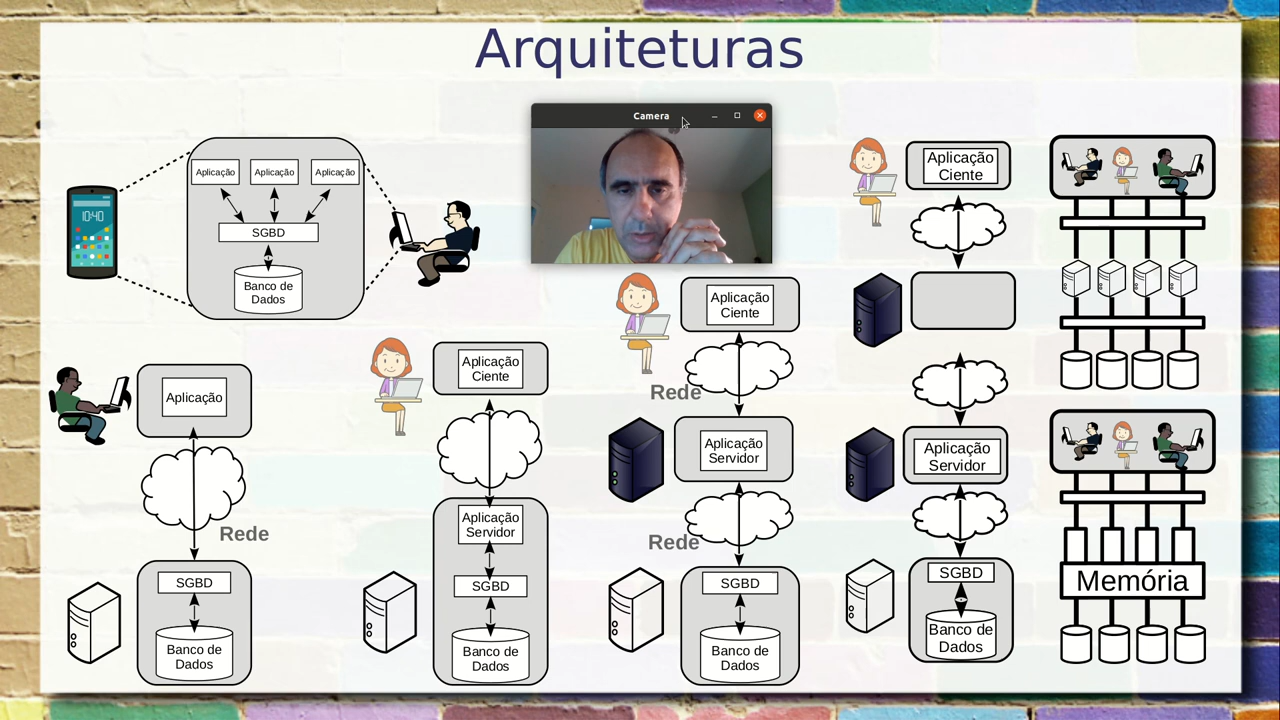 Arquiteturas
Camera
Aplicação
Aplicação
Aplicação
SGBD
Banco de
Dados
10:40
Aplicação
Rede
SGBD
Banco de
Dados
Aplicação
Ciente
Aplicação
Servidor
SGBD
Banco de
Dados
Aplicação
Ciente
Rede
Aplicação
Servidor
Rede
SGBD
Banco de
Dados
Aplicação
Ciente
Aplicação
Servidor
SGBD
Banco de
Dados
Memória